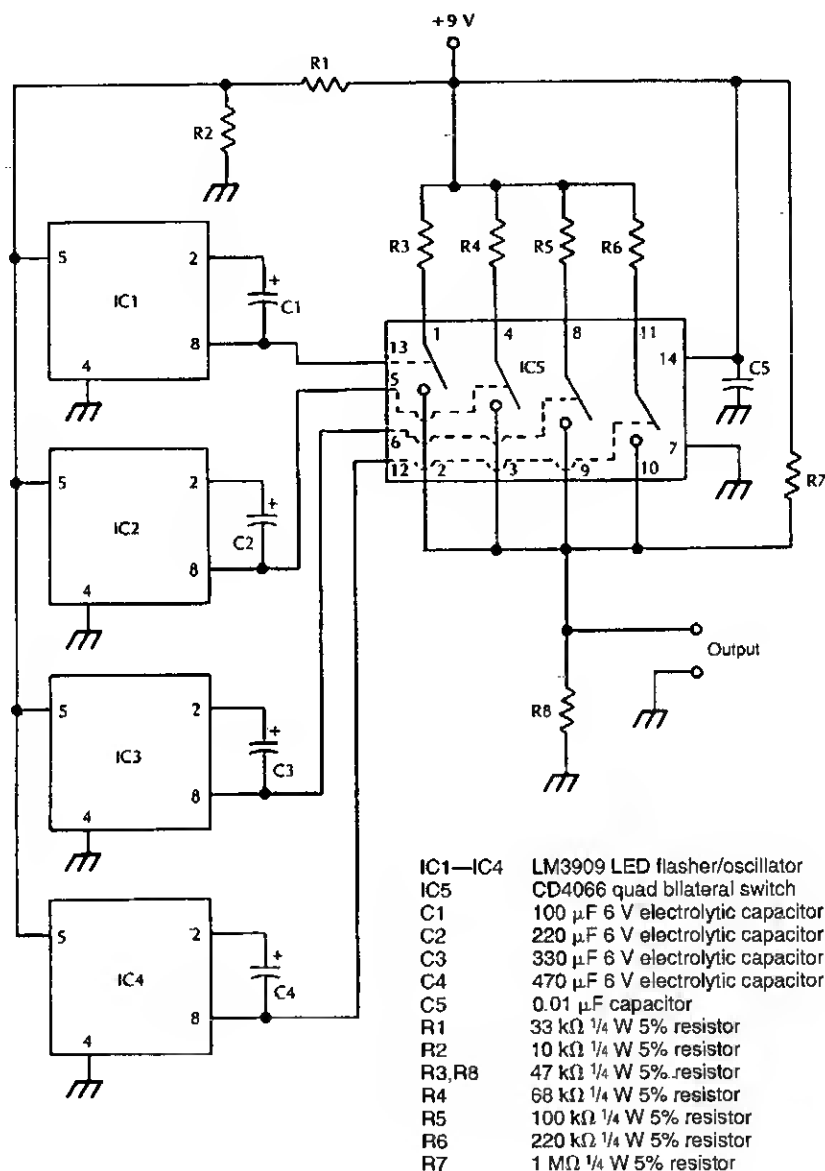 +9 V
R1
R2
R3
R4
R5
R6
5
2
+
C1
IC1
8
4
1
4
8
11
13
IC5
14
C5
5
6
7
12
2
3
9
10
R7
5
2
+
C2
IC2
8
4
Output
R8
5
2
+
C3
IC3
8
4
5
2
+
C4
IC4
8
4
IC1—IC4 LM3909 LED flasher/oscillator
IC5 CD4066 quad bilateral switch
C1 100 µF 6 V electrolytic capacitor
C2 220 µF 6 V electrolytic capacitor
C3 330 µF 6 V electrolytic capacitor
C4 470 µF 6 V electrolytic capacitor
C5 0.01 µF capacitor
R1 33 kΩ 1/4 W 5% resistor
R2 10 kΩ 1/4 W 5% resistor
R3,R8 47 kΩ 1/4 W 5% resistor
R4 68 kΩ 1/4 W 5% resistor
R5 100 kΩ 1/4 W 5% resistor
R6 220 kΩ 1/4 W 5% resistor
R7 1 MΩ 1/4 W 5% resistor